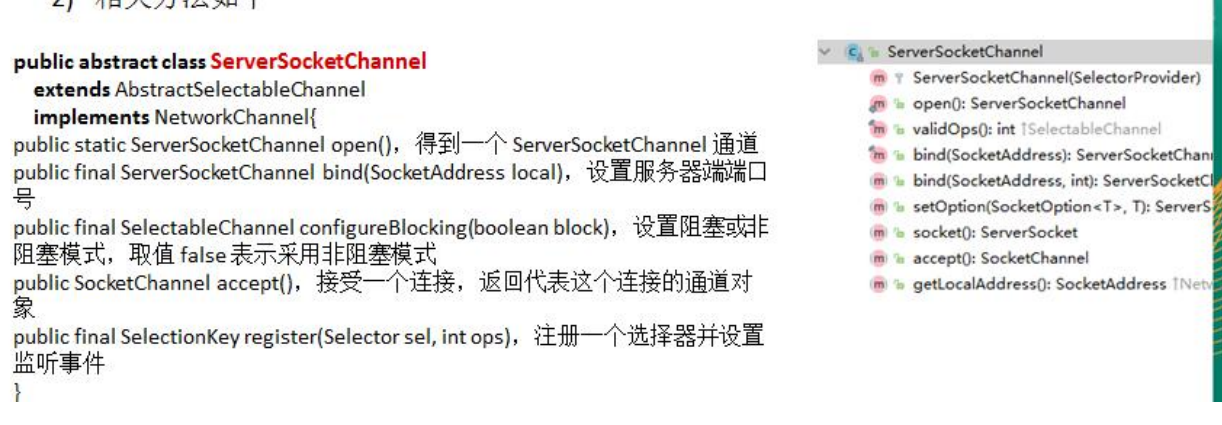 2) 相关方法如下
public abstract class ServerSocketChannel
extends AbstractSelectableChannel
implements NetworkChannel{
public static ServerSocketChannel open()，得到一个 ServerSocketChannel 通道
public final ServerSocketChannel bind(SocketAddress local)，设置服务器端端口
号
public final SelectableChannel configureBlocking(boolean block)，设置阻塞或非
阻塞模式，取值 false 表示采用非阻塞模式
public SocketChannel accept()，接受一个连接，返回代表这个连接的通道对
象
public final SelectionKey register(Selector sel, int ops)，注册一个选择器并设置
监听事件
}
ServerSocketChannel
ServerSocketChannel(SelectorProvider)
open(): ServerSocketChannel
validOps(): int ↑SelectableChannel
bind(SocketAddress): ServerSocketChann
bind(SocketAddress, int): ServerSocketCl
setOption(SocketOption<T>, T): ServerS
socket(): ServerSocket
accept(): SocketChannel
getLocalAddress(): SocketAddress ↑Netv